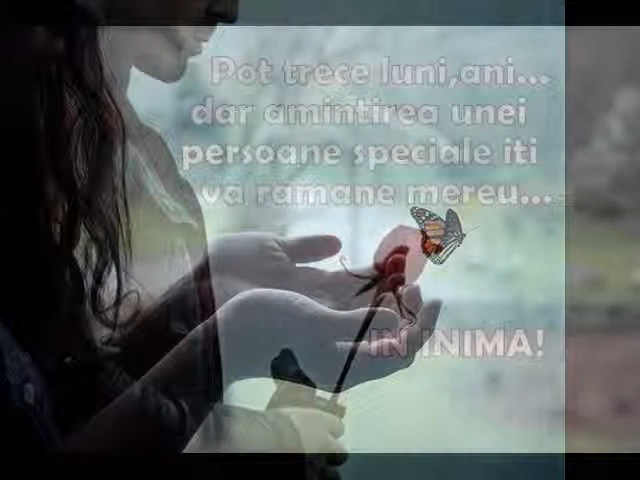 Pot trece luni,ani...
dar amintirea unei
persoane speciale iti
va ramane mereu...
IN INIMA!